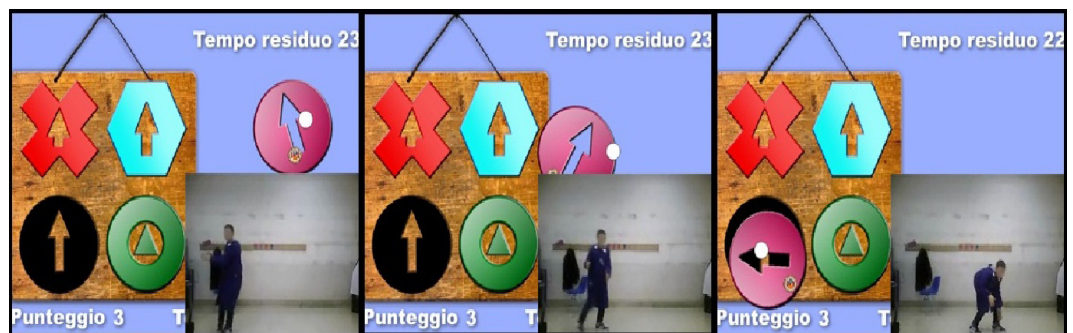 Tempo residuo 23
Punteggio 3
T
Tempo residuo 23
Punteggio 3
T
Tempo residuo 22
Punteggio 3
T